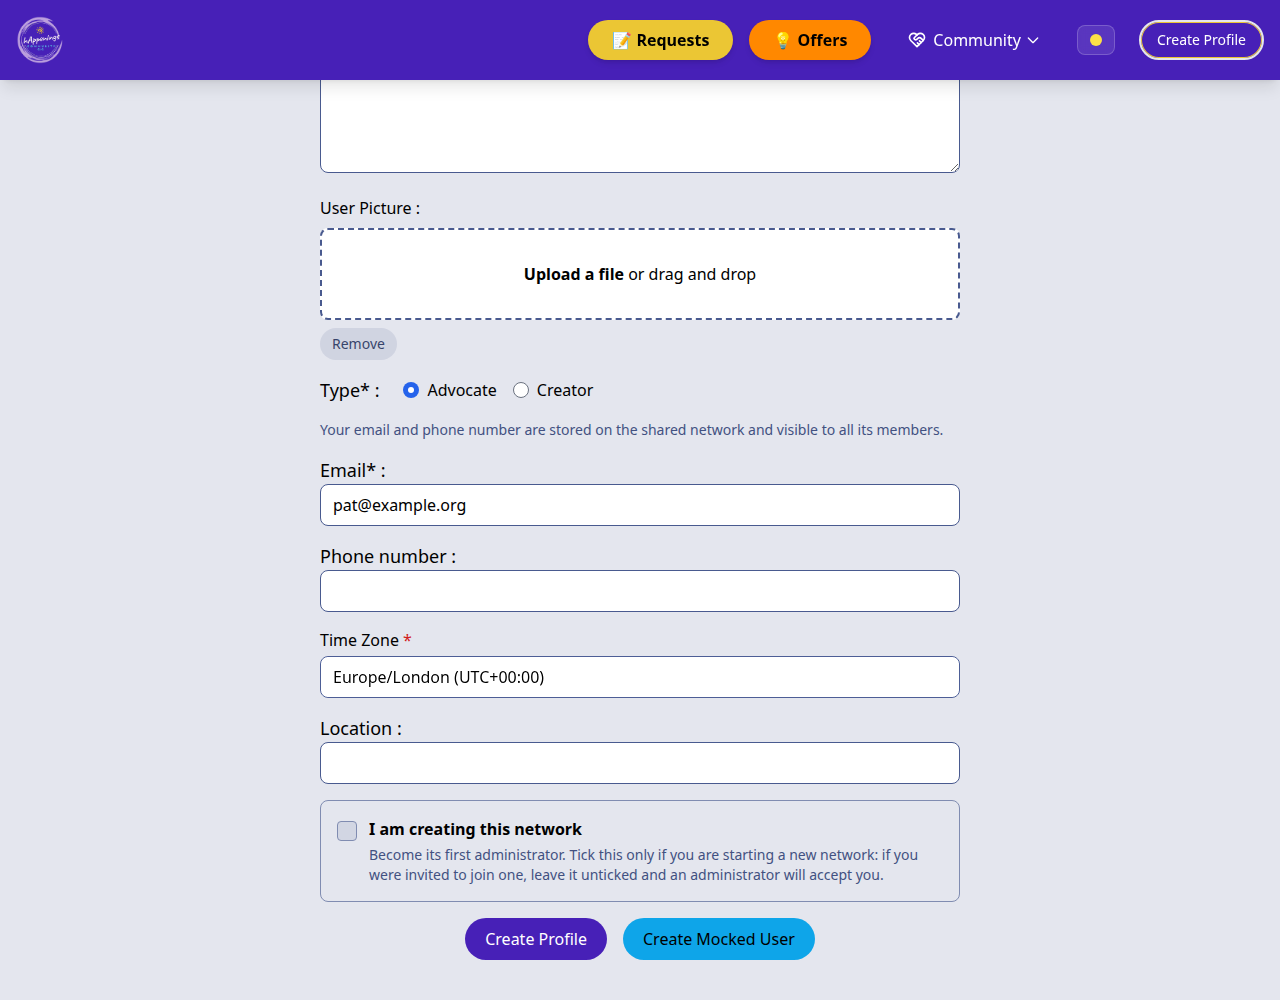 hAppenings
Requests
Offers
Community
Create Profile
User Picture :
Upload a file or drag and drop
Remove
Type* :
Advocate
Creator
Your email and phone number are stored on the shared network and visible to all its members.
Email* :
pat@example.org
Phone number :
Time Zone *
Europe/London (UTC+00:00)
Location :
I am creating this network
Become its first administrator. Tick this only if you are starting a new network: if you
were invited to join one, leave it unticked and an administrator will accept you.
Create Profile
Create Mocked User